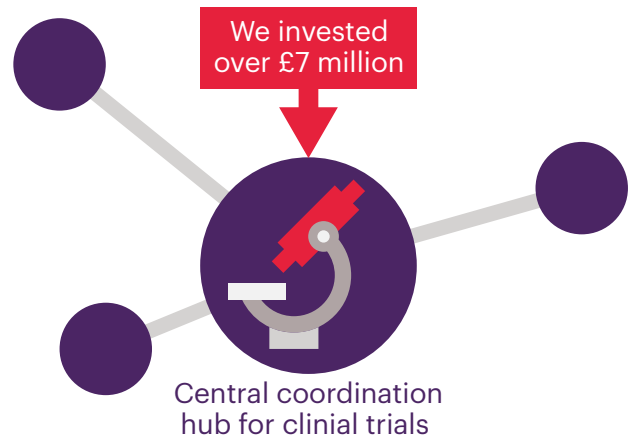 We invested
over £7 million
Central coordination
hub for clinial trials